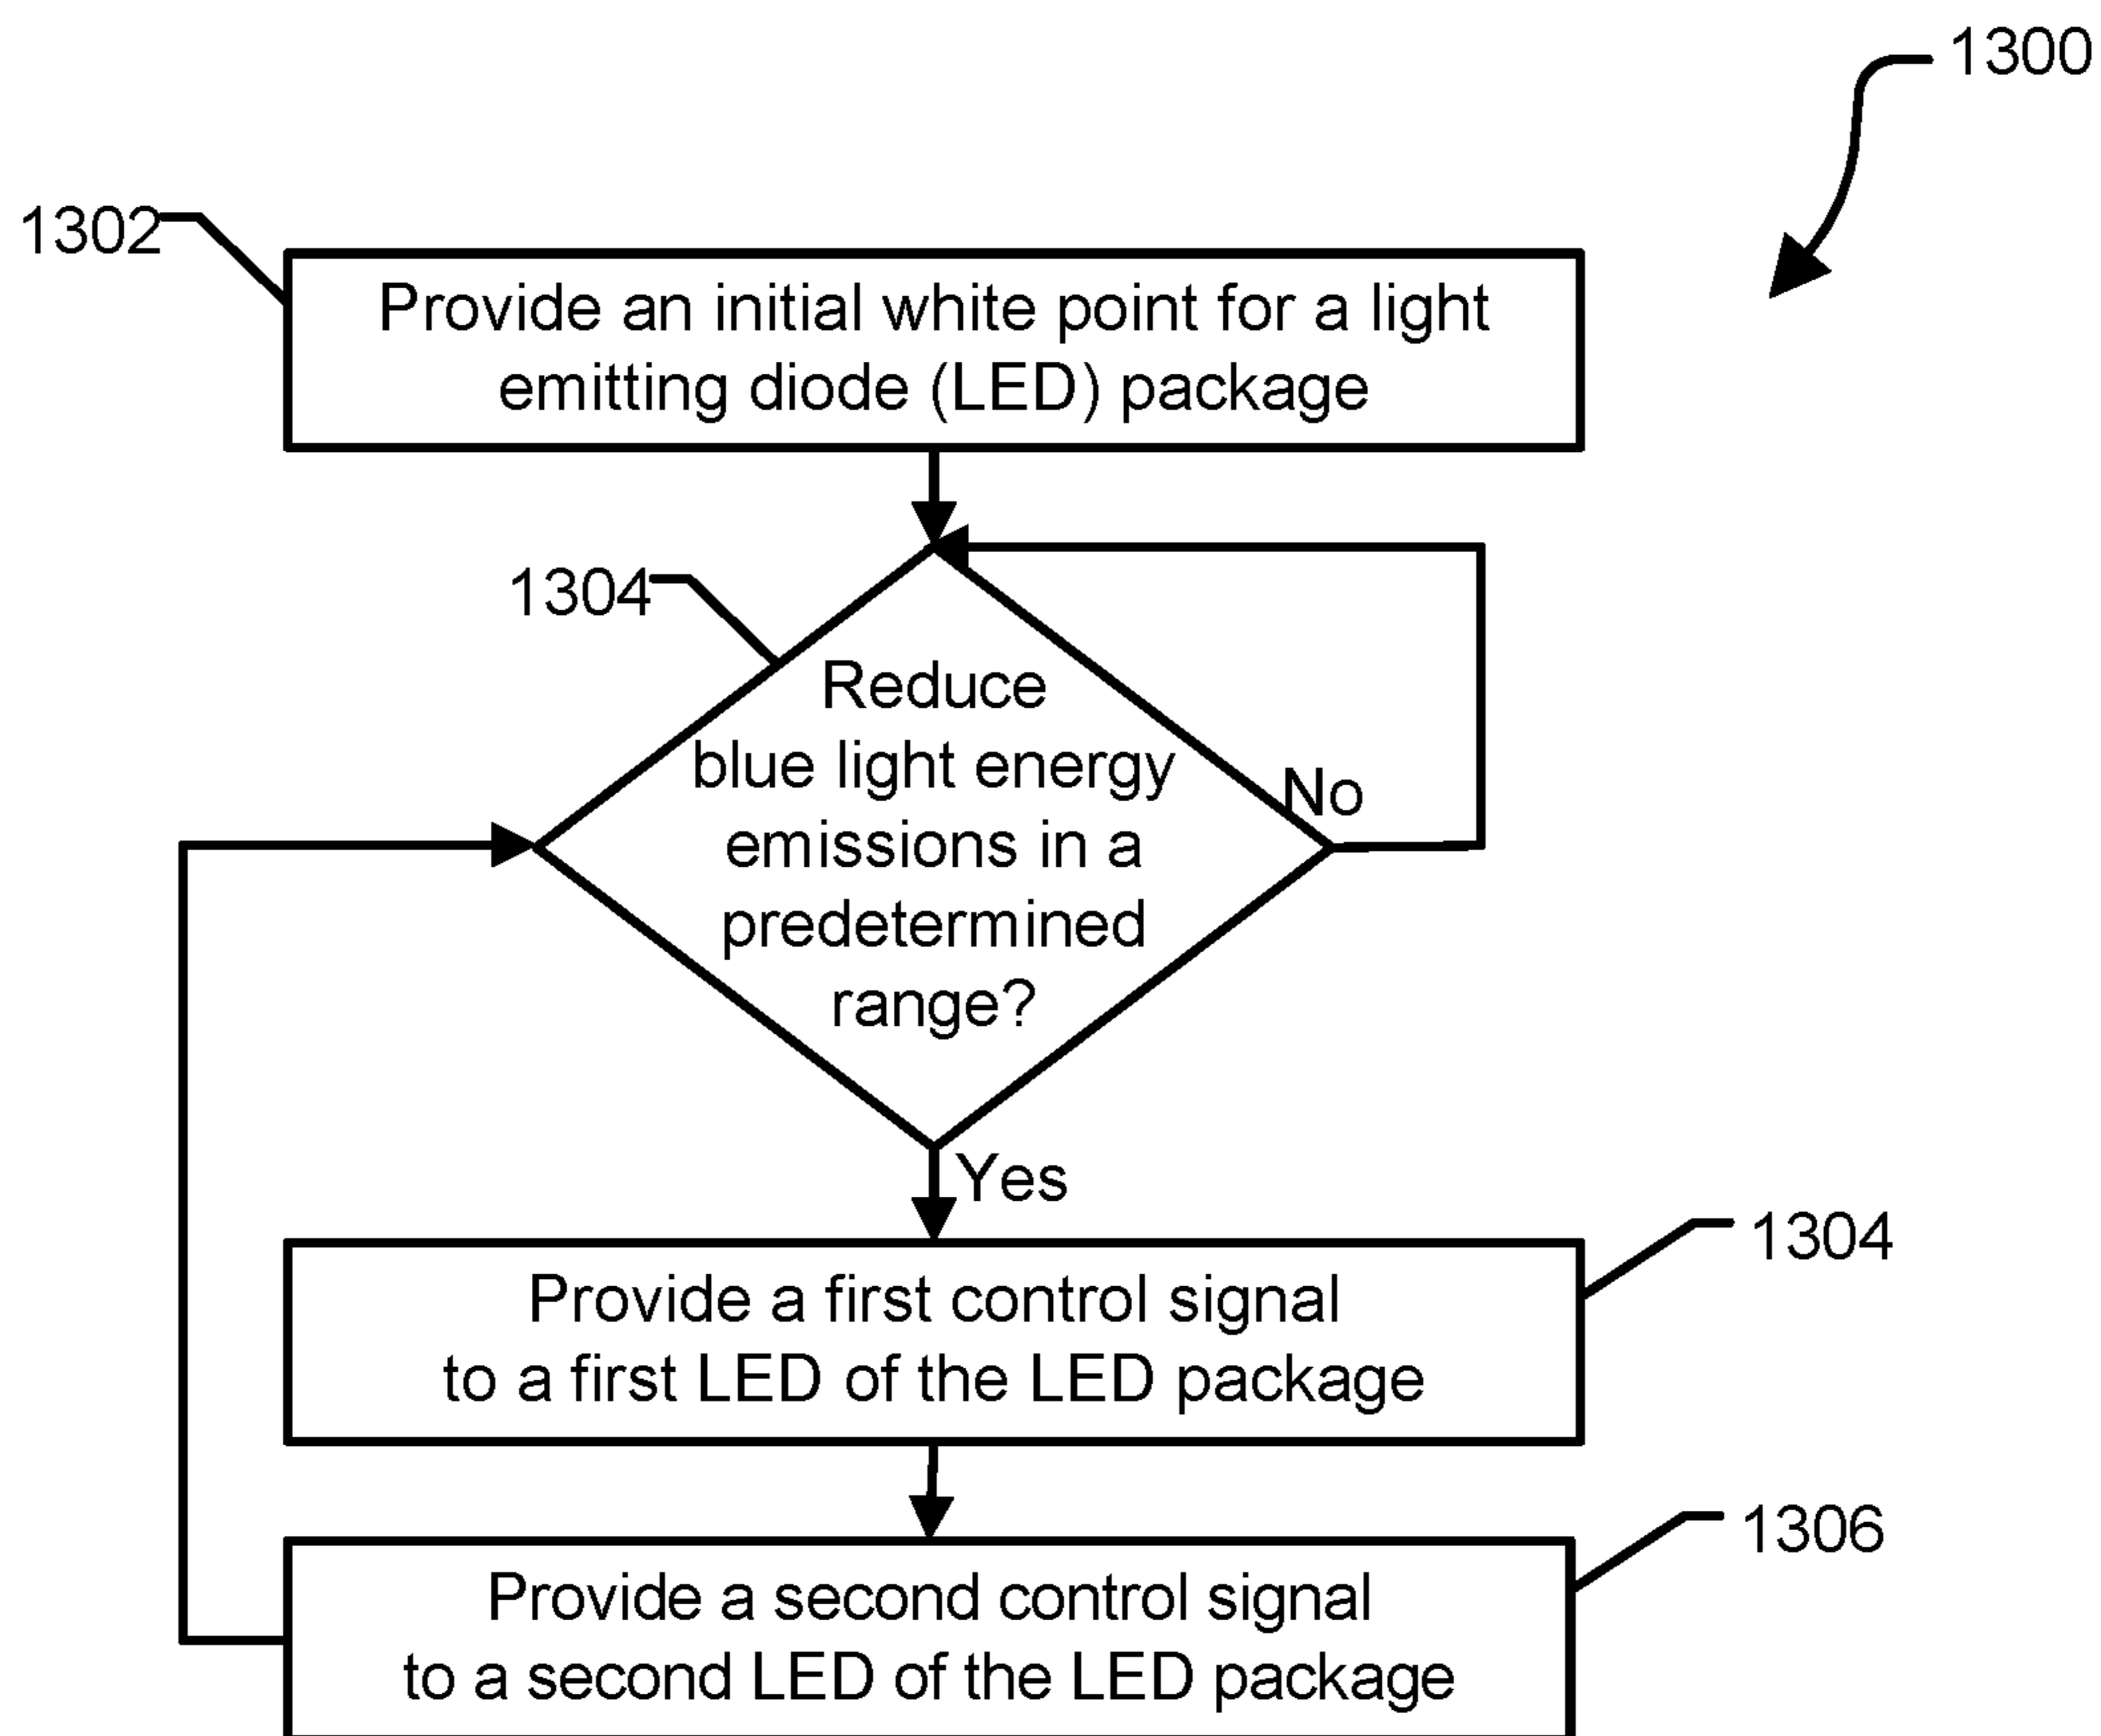 1300
1302
Provide an initial white point for a light
emitting diode (LED) package
1304
Reduce
blue light energy
emissions in a
predetermined
range?
No
Yes
1304
Provide a first control signal
to a first LED of the LED package
1306
Provide a second control signal
to a second LED of the LED package